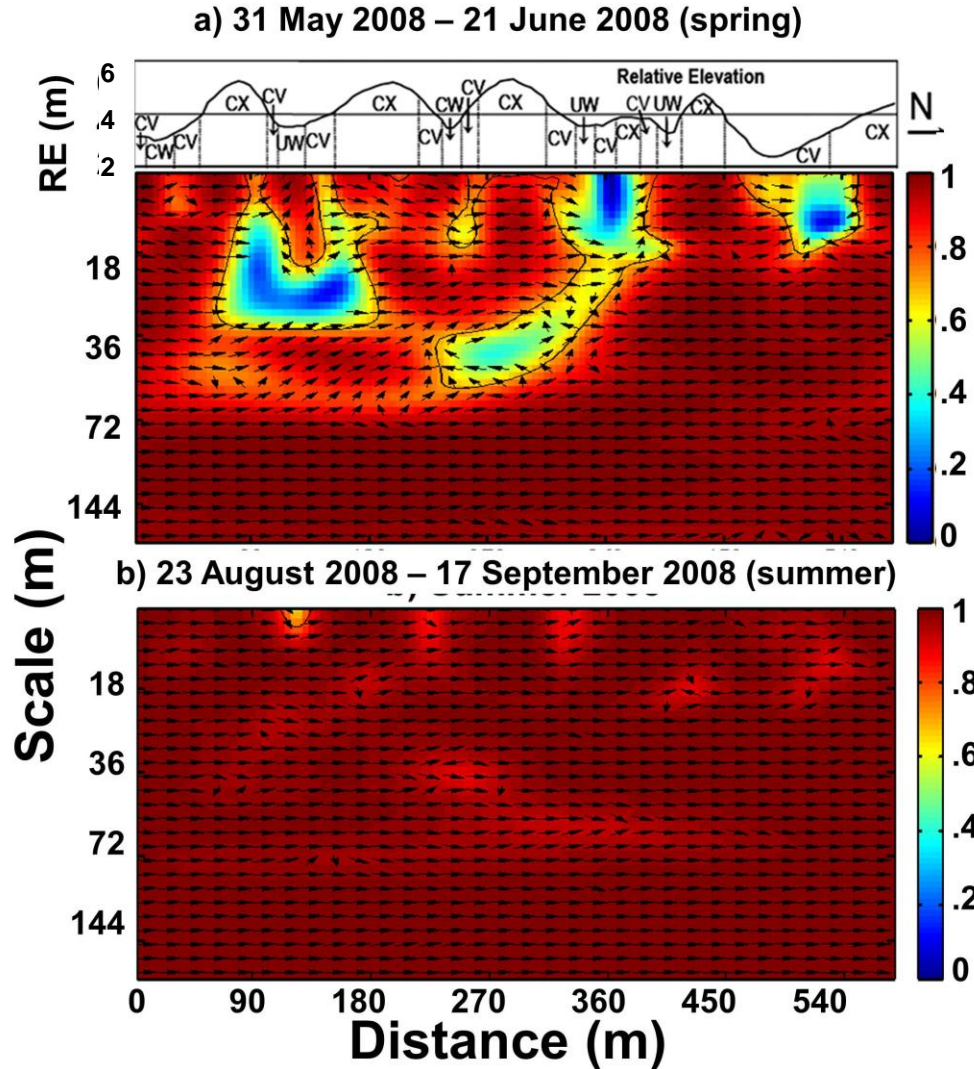 a) 31 May 2008 – 21 June 2008 (spring)
RE (m)
6
.4
.2
Relative Elevation
CV
CW
CV
CX
CV
UW
CV
CX
CV
CW
CV
CX
CV
UW
CV
CX
CV
UW
CX
CV
CX
N
18
36
72
144
1
.8
.6
.4
.2
0
Scale (m)
b) 23 August 2008 – 17 September 2008 (summer)
18
36
72
144
1
.8
.6
.4
.2
0
0 90 180 270 360 450 540
Distance (m)